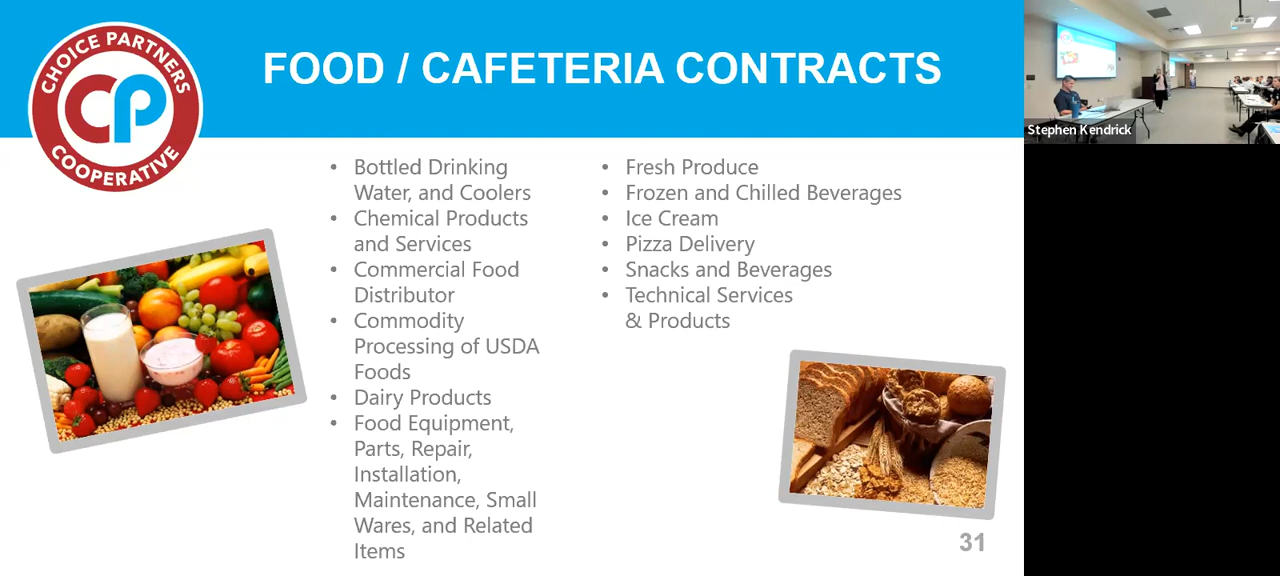 CHOICE PARTNERS
CP
COOPERATIVE
FOOD / CAFETERIA CONTRACTS
• Bottled Drinking
Water, and Coolers
• Chemical Products
and Services
• Commercial Food
Distributor
• Commodity
Processing of USDA
Foods
• Dairy Products
• Food Equipment,
Parts, Repair,
Installation,
Maintenance, Small
Wares, and Related
Items
• Fresh Produce
• Frozen and Chilled Beverages
• Ice Cream
• Pizza Delivery
• Snacks and Beverages
• Technical Services
& Products
31
Stephen Kendrick